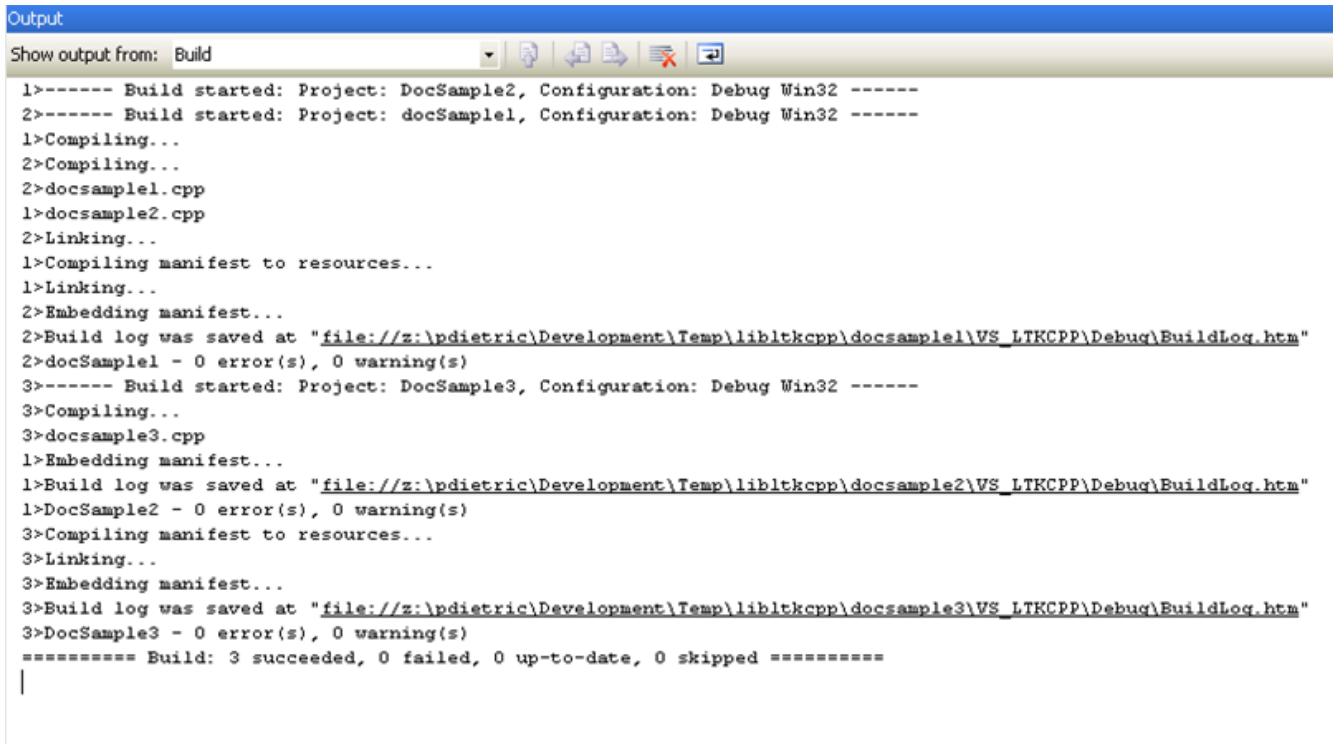 Output
Show output from: Build
1>------ Build started: Project: DocSample2, Configuration: Debug Win32 ------
2>------ Build started: Project: docSample1, Configuration: Debug Win32 ------
1>Compiling...
2>Compiling...
2>docsample1.cpp
1>docsample2.cpp
2>Linking...
1>Compiling manifest to resources...
1>Linking...
2>Embedding manifest...
2>Build log was saved at "file://z:\pdietric\Development\Temp\libltkcpp\docsample1\VS_LTKCPP\Debug\BuildLog.htm"
2>docSample1 - 0 error(s), 0 warning(s)
3>------ Build started: Project: DocSample3, Configuration: Debug Win32 ------
3>Compiling...
3>docsample3.cpp
1>Embedding manifest...
1>Build log was saved at "file://z:\pdietric\Development\Temp\libltkcpp\docsample2\VS_LTKCPP\Debug\BuildLog.htm"
1>DocSample2 - 0 error(s), 0 warning(s)
3>Compiling manifest to resources...
3>Linking...
3>Embedding manifest...
3>Build log was saved at "file://z:\pdietric\Development\Temp\libltkcpp\docsample3\VS_LTKCPP\Debug\BuildLog.htm"
3>DocSample3 - 0 error(s), 0 warning(s)
========== Build: 3 succeeded, 0 failed, 0 up-to-date, 0 skipped ==========